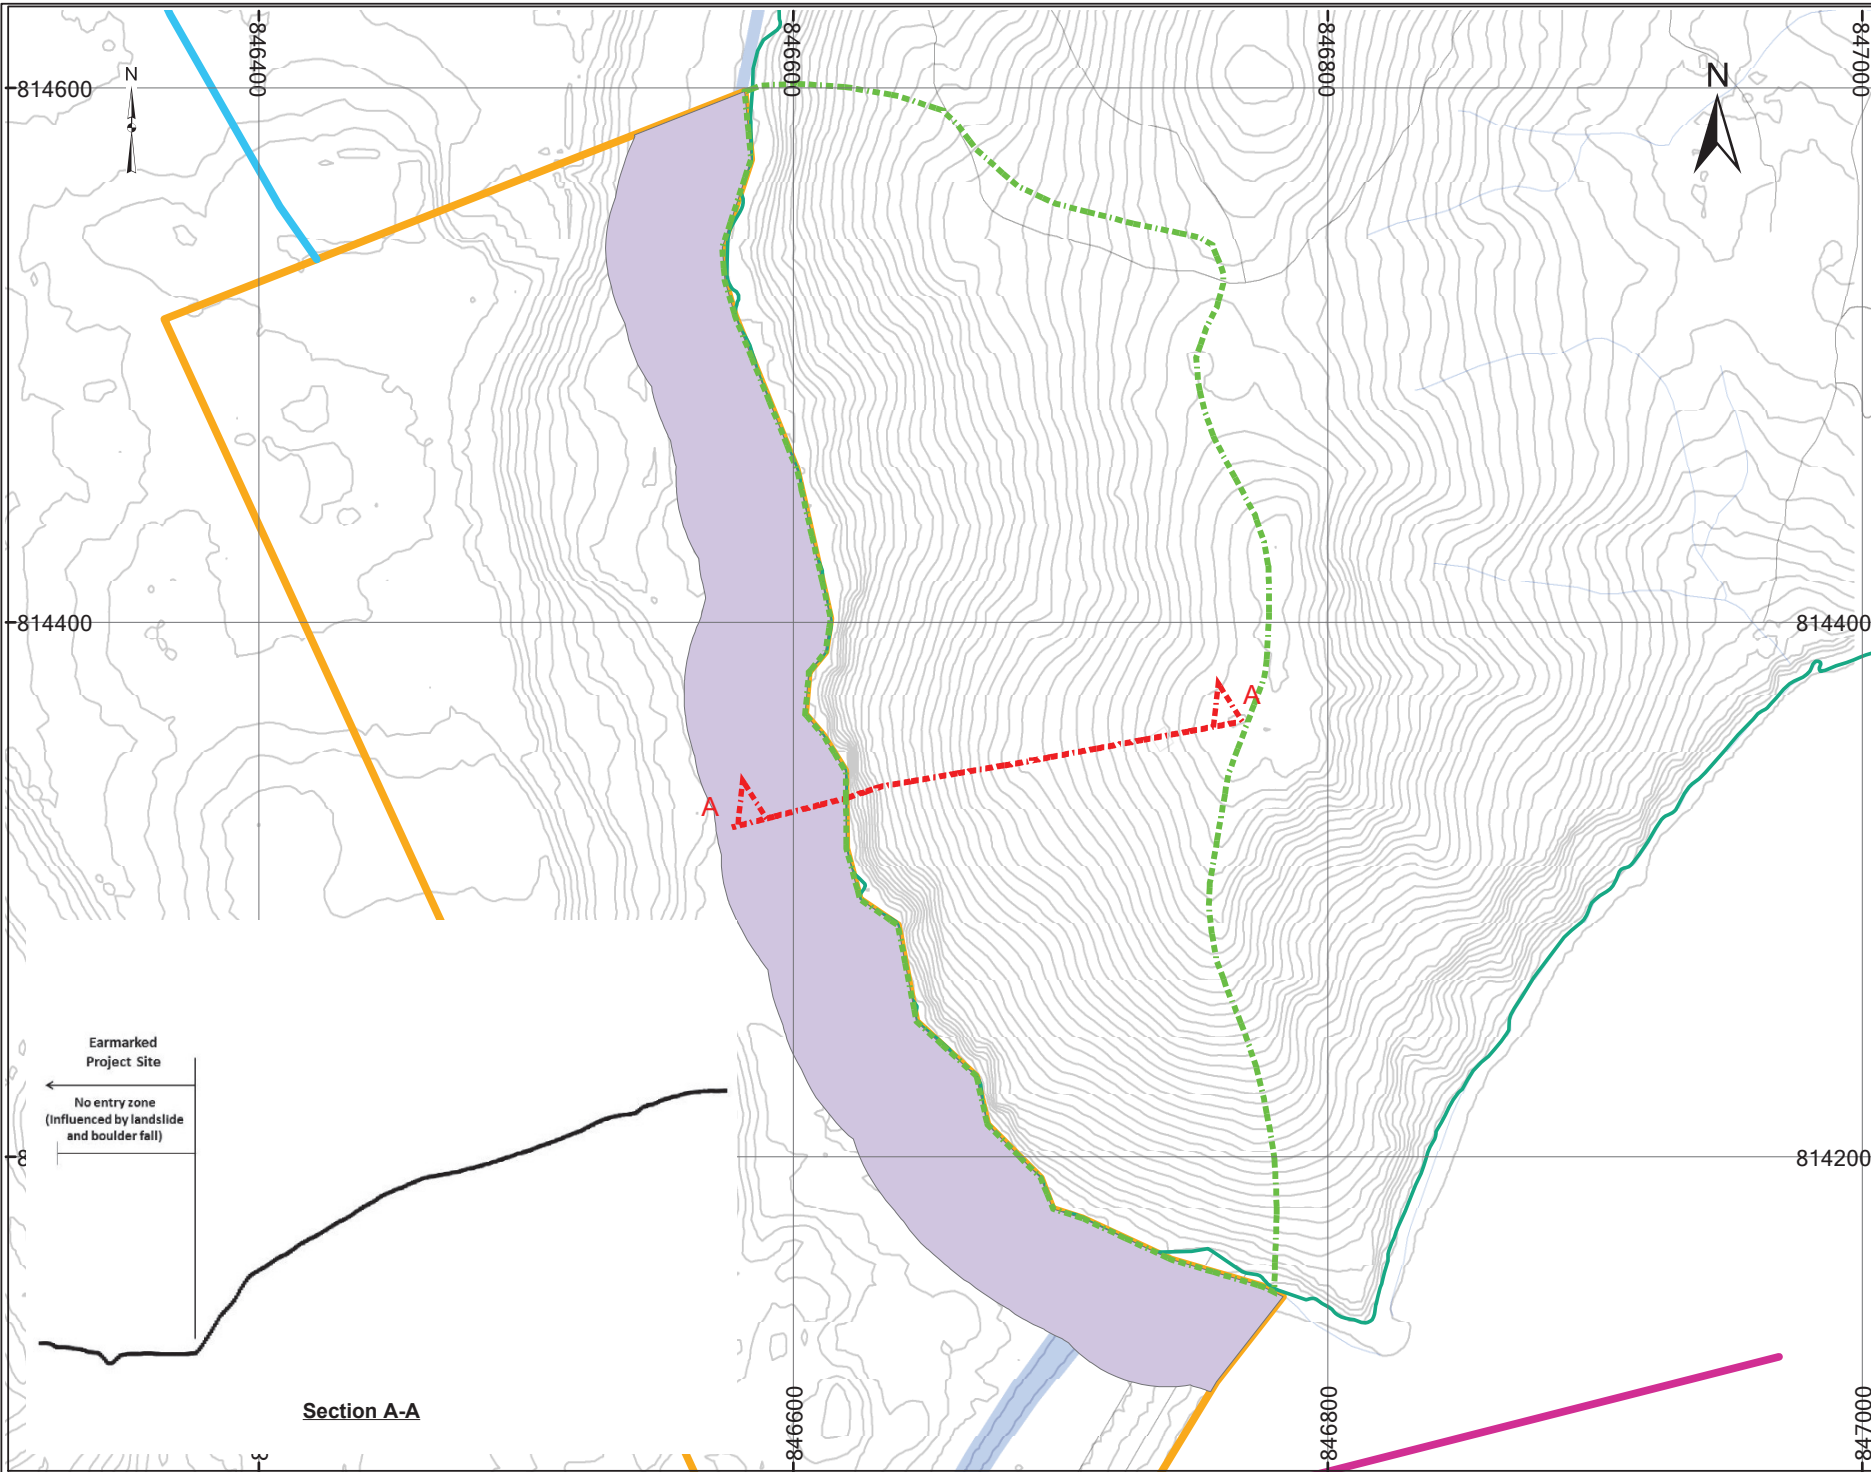 846400
846600
846800
847000
814600
N
N
814400
814400
A
A
Earmarked
Project Site
No entry zone
(Influenced by landslide
and boulder fall)
814200
Section A-A
846600
846800
847000